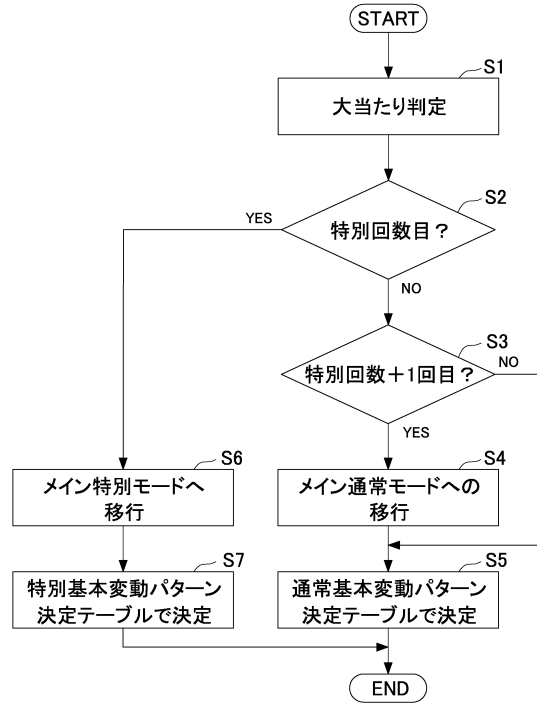 START
S1
大当たり判定
S2
特別回数目？
YES
NO
S3
特別回数＋1回目？
NO
YES
S6
メイン特別モードへ
移行
S4
メイン通常モードへの
移行
S7
特別基本変動パターン
決定テーブルで決定
S5
通常基本変動パターン
決定テーブルで決定
END